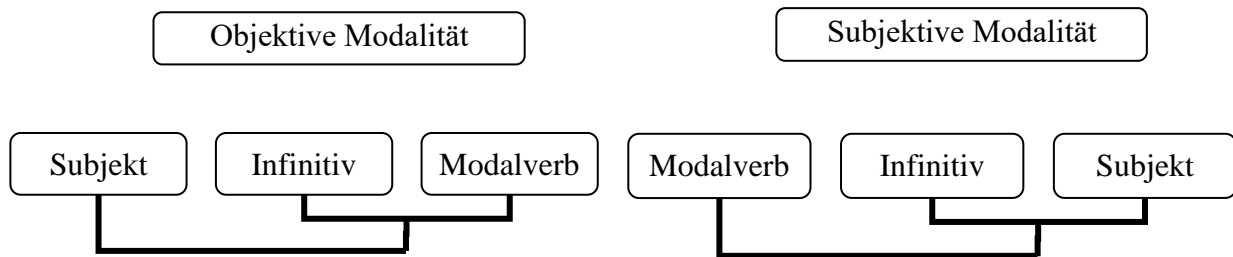 Objektive Modalität
Subjektive Modalität
Subjekt
Infinitiv
Modalverb
Modalverb
Infinitiv
Subjekt